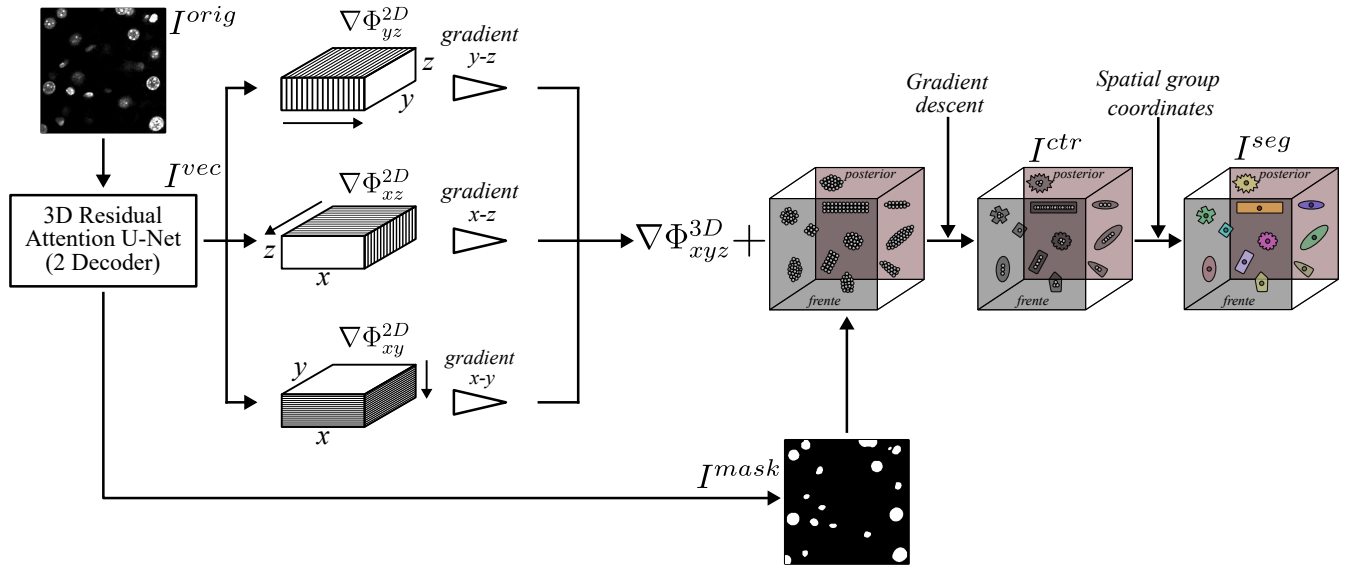 I^{orig}
3D Residual
Attention U-Net
(2 Decoder)
I^{vec}
∇Φ^{2D}_{yz}
z
y
gradient
y-z
∇Φ^{2D}_{xz}
z
x
gradient
x-z
∇Φ^{2D}_{xy}
y
x
gradient
x-y
∇Φ^{3D}_{xyz} +
posterior
frente
I^{mask}
Gradient
descent
I^{ctr}
posterior
frente
Spatial group
coordinates
I^{seg}
posterior
frente